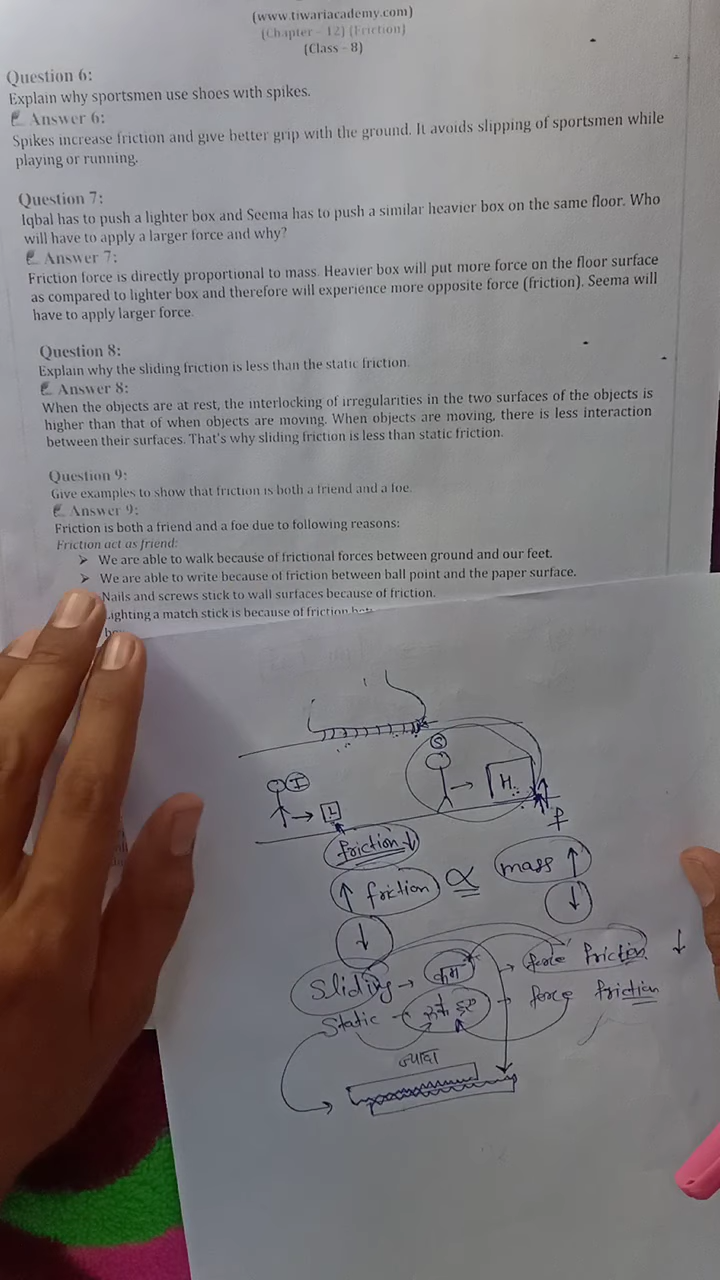 (www.tiwariacademy.com)
(Chapter - 12) (Friction)
(Class - 8)
Question 6:
Explain why sportsmen use shoes with spikes.
Answer 6:
Spikes increase friction and give better grip with the ground. It avoids slipping of sportsmen while
playing or running.
Question 7:
Iqbal has to push a lighter box and Seema has to push a similar heavier box on the same floor. Who
will have to apply a larger force and why?
Answer 7:
Friction force is directly proportional to mass. Heavier box will put more force on the floor surface
as compared to lighter box and therefore will experience more opposite force (friction). Seema will
have to apply larger force.
Question 8:
Explain why the sliding friction is less than the static friction.
Answer 8:
When the objects are at rest, the interlocking of irregularities in the two surfaces of the objects is
higher than that of when objects are moving. When objects are moving, there is less interaction
between their surfaces. That's why sliding friction is less than static friction.
Question 9:
Give examples to show that friction is both a friend and a foe.
Answer 9:
Friction is both a friend and a foe due to following reasons:
Friction act as friend:
➢ We are able to walk because of frictional forces between ground and our feet.
➢ We are able to write because of friction between ball point and the paper surface.
Nails and screws stick to wall surfaces because of friction.
Lighting a match stick is because of friction
S
I
H
L
f
friction ↓
↑ friction ∝ mass ↑
↓ ↓
Sliding → कम → force friction ↓
Static → → force friction
ज्यादा